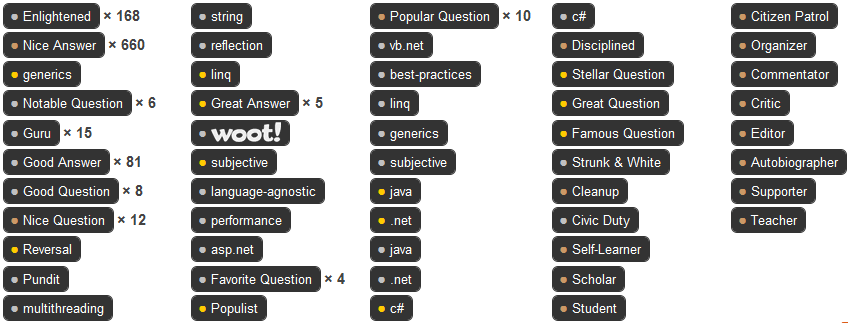 Enlightened × 168
Nice Answer × 660
generics
Notable Question × 6
Guru × 15
Good Answer × 81
Good Question × 8
Nice Question × 12
Reversal
Pundit
multithreading
string
reflection
linq
Great Answer × 5
woot!
subjective
language-agnostic
performance
asp.net
Favorite Question × 4
Populist
Popular Question × 10
vb.net
best-practices
linq
generics
subjective
java
.net
java
.net
c#
c#
Disciplined
Stellar Question
Great Question
Famous Question
Strunk & White
Cleanup
Civic Duty
Self-Learner
Scholar
Student
Citizen Patrol
Organizer
Commentator
Critic
Editor
Autobiographer
Supporter
Teacher